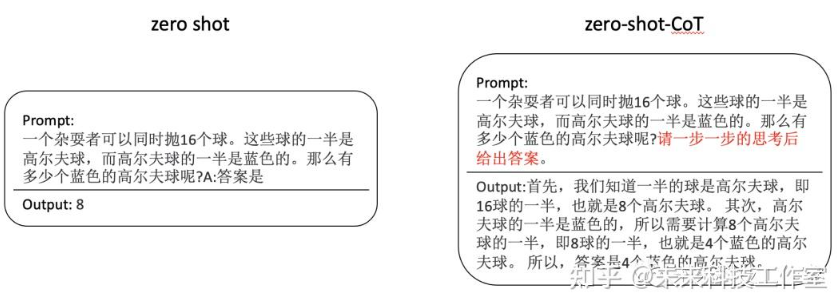 zero shot
Prompt:
一个杂耍者可以同时抛16个球。这些球的一半是
高尔夫球，而高尔夫球的一半是蓝色的。那么有
多少个蓝色的高尔夫球呢?A:答案是
Output: 8
zero-shot-CoT
Prompt:
一个杂耍者可以同时抛16个球。这些球的一半是
高尔夫球，而高尔夫球的一半是蓝色的。那么有
多少个蓝色的高尔夫球呢?请一步一步的思考后
给出答案。
Output:首先，我们知道一半的球是高尔夫球，即
16球的一半，也就是8个高尔夫球。 其次，高尔
夫球的一半是蓝的，所以需要计算8个高尔夫
球的一半，即8球的一半，也就是4个蓝色的高尔
夫球。 所以，答案是4个蓝色的高尔夫球。
知乎 @未来科技工作室